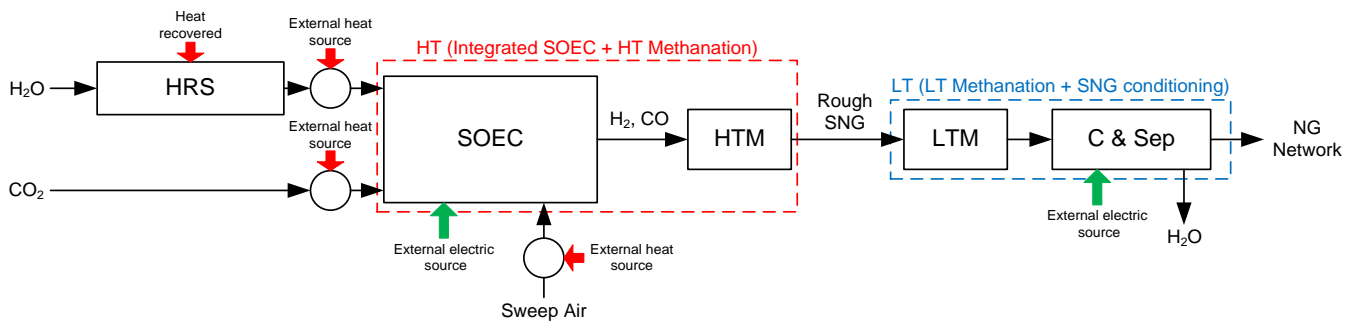 Heat
recovered
External heat
source
HT (Integrated SOEC + HT Methanation)
H₂O
HRS
SOEC
H₂, CO
HTM
Rough
SNG
LT (LT Methanation + SNG conditioning)
LTM
C & Sep
NG
Network
External heat
source
CO₂
External electric
source
External heat
source
Sweep Air
External electric
source
H₂O